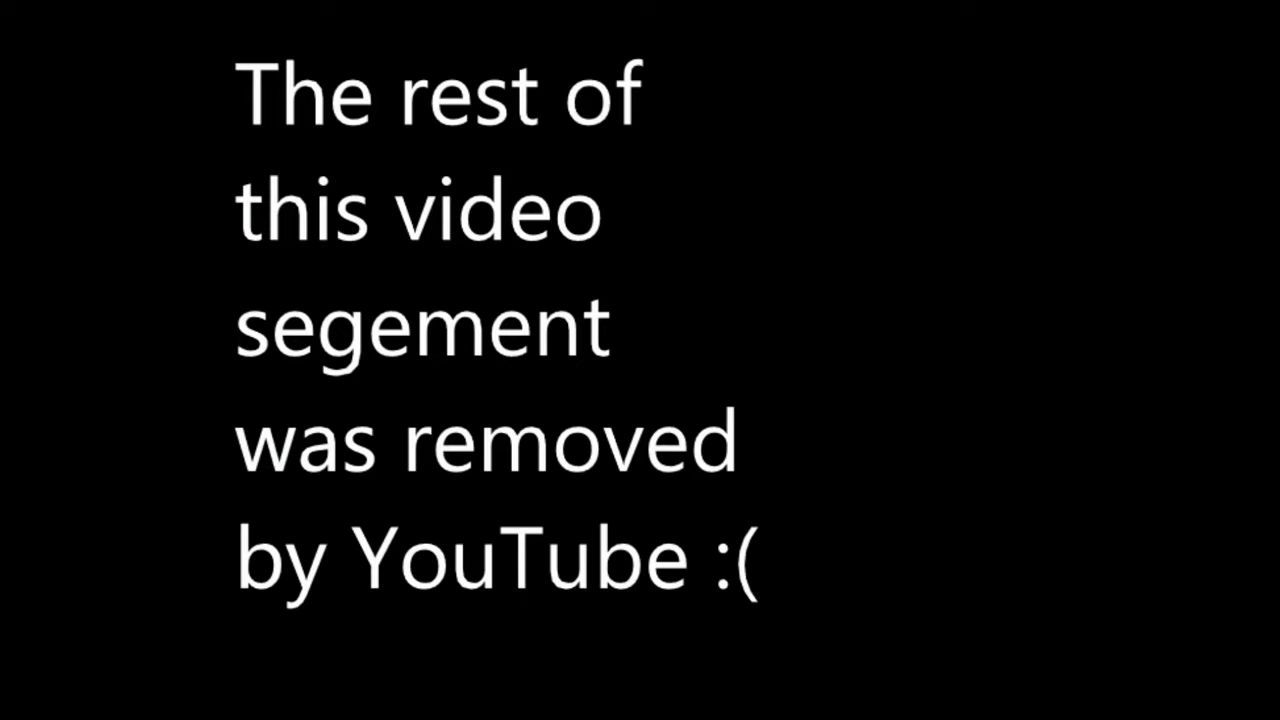 The rest of
this video
segement
was removed
by YouTube :(